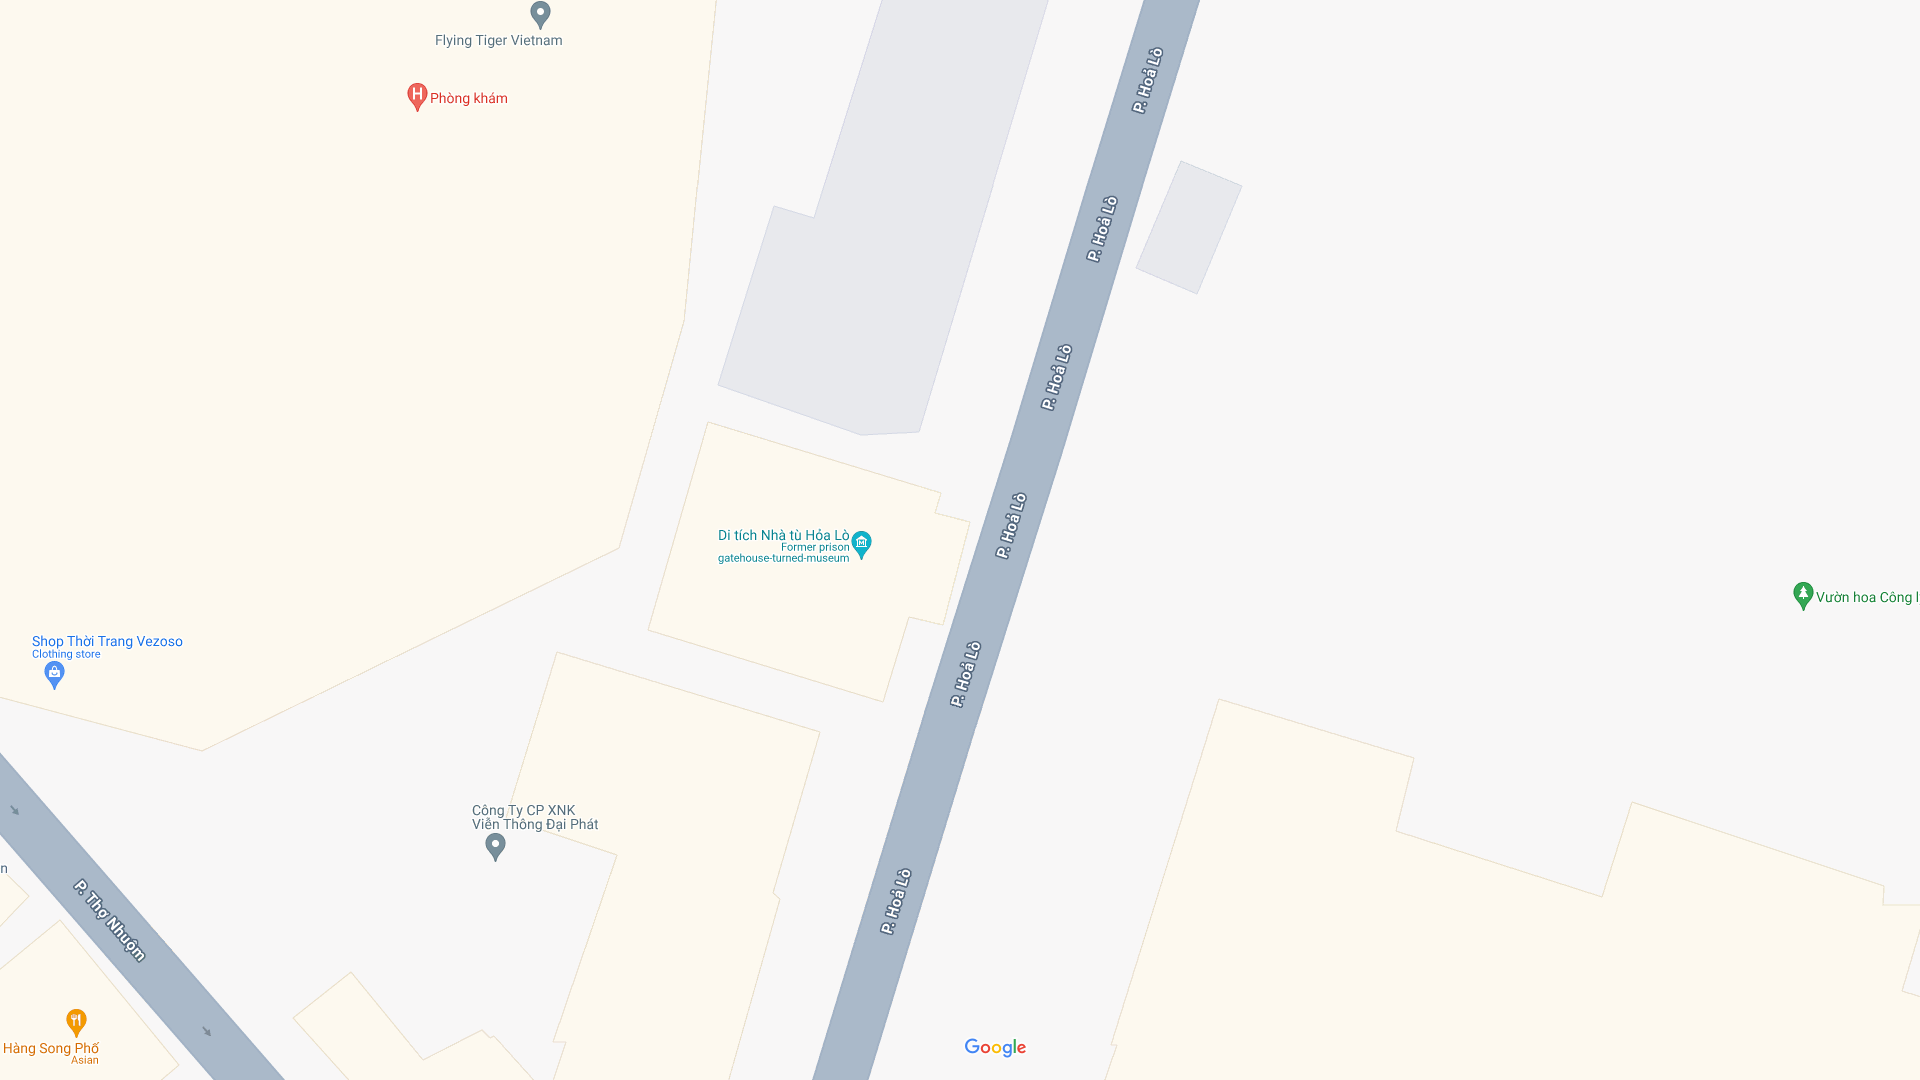 Flying Tiger Vietnam
Phòng khám
P. Hoả Lò
P. Hoả Lò
P. Hoả Lò
P. Hoả Lò
Di tích Nhà tù Hỏa Lò
Former prison
gatehouse-turned-museum
Vườn hoa Công l
Shop Thời Trang Vezoso
Clothing store
P. Hoả Lò
Công Ty CP XNK
Viễn Thông Đại Phát
n
P. Hoả Lò
P. Thợ Nhuộm
Hàng Song Phố
Asian
Google